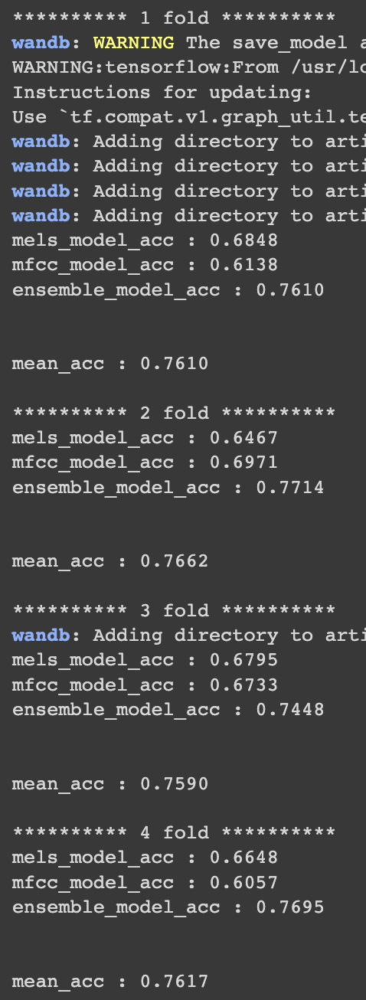 ********** 1 fold **********
wandb: WARNING The save_model a
WARNING:tensorflow:From /usr/lo
Instructions for updating:
Use `tf.compat.v1.graph_util.te
wandb: Adding directory to arti
wandb: Adding directory to arti
wandb: Adding directory to arti
wandb: Adding directory to arti
mels_model_acc : 0.6848
mfcc_model_acc : 0.6138
ensemble_model_acc : 0.7610
mean_acc : 0.7610
********** 2 fold **********
mels_model_acc : 0.6467
mfcc_model_acc : 0.6971
ensemble_model_acc : 0.7714
mean_acc : 0.7662
********** 3 fold **********
wandb: Adding directory to arti
mels_model_acc : 0.6795
mfcc_model_acc : 0.6733
ensemble_model_acc : 0.7448
mean_acc : 0.7590
********** 4 fold **********
mels_model_acc : 0.6648
mfcc_model_acc : 0.6057
ensemble_model_acc : 0.7695
mean_acc : 0.7617